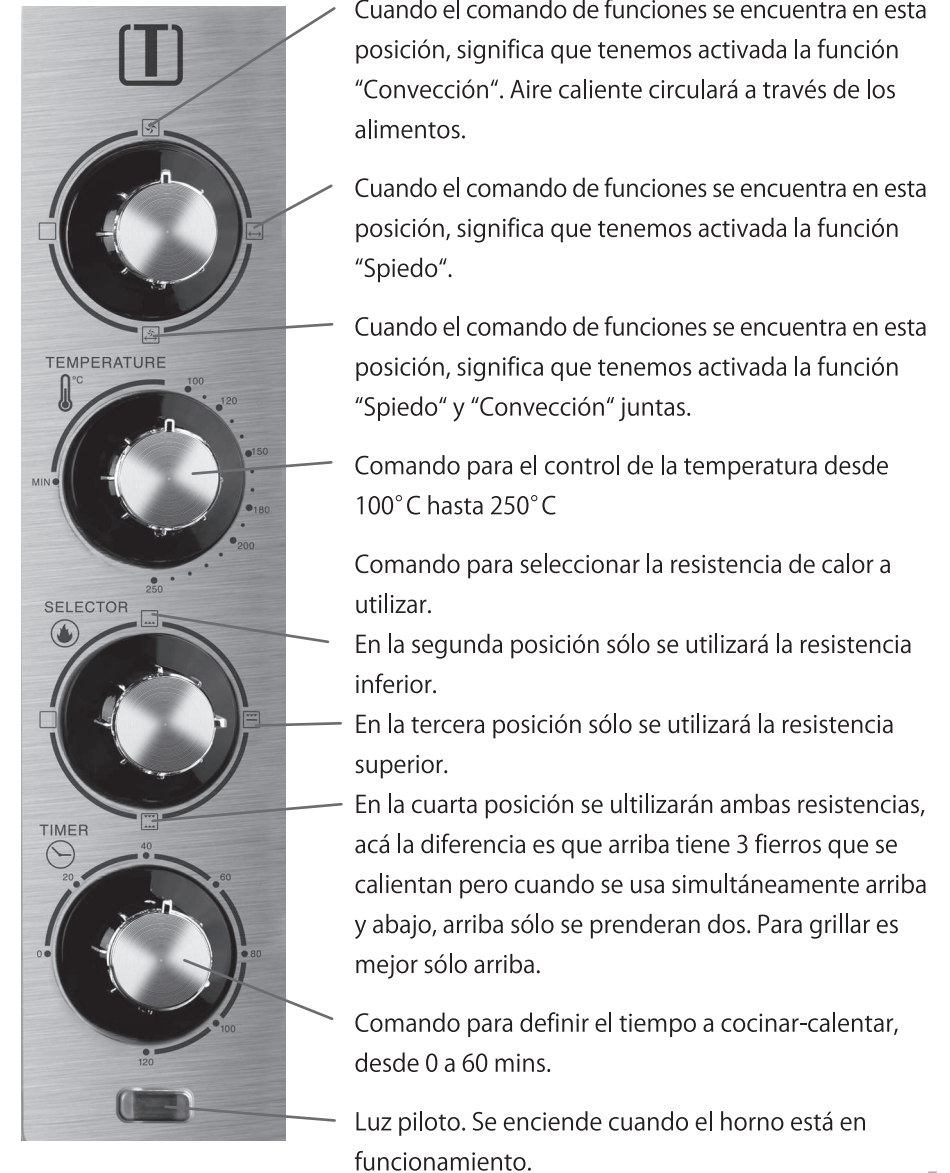 Cuando el comando de funciones se encuentra en esta
posición, significa que tenemos activada la función
“Convección“. Aire caliente circulará a través de los
alimentos.
Cuando el comando de funciones se encuentra en esta
posición, significa que tenemos activada la función
“Spiedo“.
Cuando el comando de funciones se encuentra en esta
posición, significa que tenemos activada la función
“Spiedo“ y “Convección“ juntas.
Comando para el control de la temperatura desde
100°C hasta 250°C
Comando para seleccionar la resistencia de calor a
utilizar.
En la segunda posición sólo se utilizará la resistencia
inferior.
En la tercera posición sólo se utilizará la resistencia
superior.
En la cuarta posición se ultilizarán ambas resistencias,
acá la diferencia es que arriba tiene 3 fierros que se
calientan pero cuando se usa simultáneamente arriba
y abajo, arriba sólo se prenderan dos. Para grillar es
mejor sólo arriba.
Comando para definir el tiempo a cocinar-calentar,
desde 0 a 60 mins.
Luz piloto. Se enciende cuando el horno está en
funcionamiento.
T
TEMPERATURE
°C
MIN
100
120
150
180
200
250
SELECTOR
TIMER
0
20
40
60
80
100
120